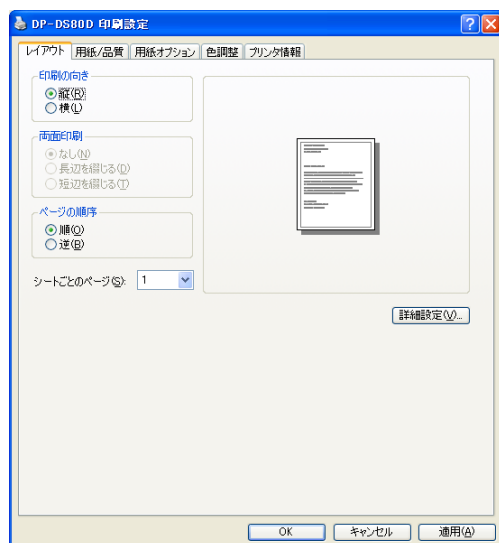 DP-DS80D 印刷設定
レイアウト 用紙/品質 用紙オプション 色調整 プリンタ情報
印刷の向き
縦(R)
横(L)
両面印刷
なし(N)
長辺を綴じる(D)
短辺を綴じる(T)
ページの順序
順(O)
逆(B)
シートごとのページ(S): 1
詳細設定(V)...
OK キャンセル 適用(A)